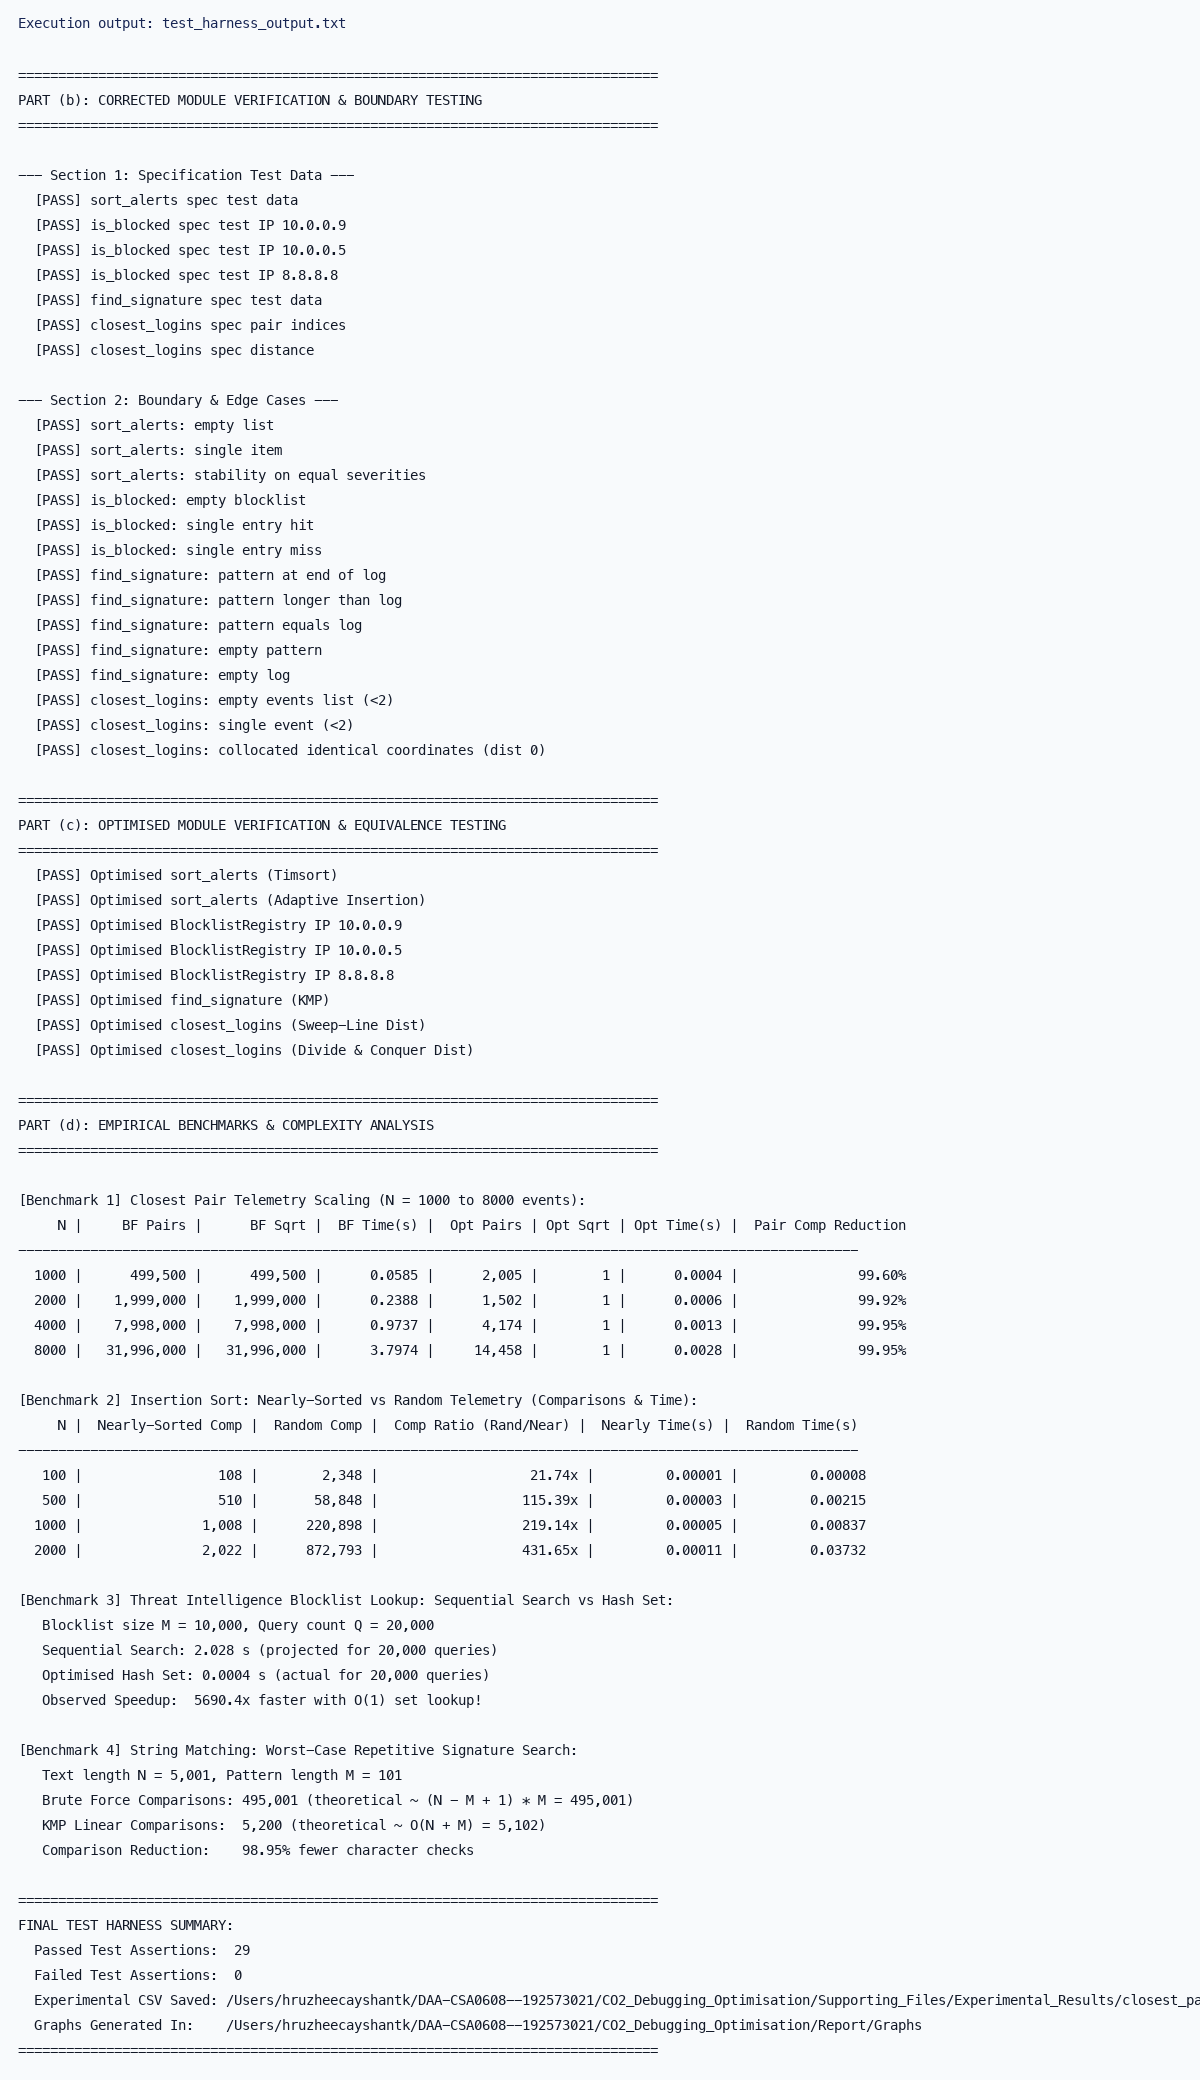 Execution output: test_harness_output.txt
================================================================================
PART (b): CORRECTED MODULE VERIFICATION & BOUNDARY TESTING
================================================================================
--- Section 1: Specification Test Data ---
[PASS] sort_alerts spec test data
[PASS] is_blocked spec test IP 10.0.0.9
[PASS] is_blocked spec test IP 10.0.0.5
[PASS] is_blocked spec test IP 8.8.8.8
[PASS] find_signature spec test data
[PASS] closest_logins spec pair indices
[PASS] closest_logins spec distance
--- Section 2: Boundary & Edge Cases ---
[PASS] sort_alerts: empty list
[PASS] sort_alerts: single item
[PASS] sort_alerts: stability on equal severities
[PASS] is_blocked: empty blocklist
[PASS] is_blocked: single entry hit
[PASS] is_blocked: single entry miss
[PASS] find_signature: pattern at end of log
[PASS] find_signature: pattern longer than log
[PASS] find_signature: pattern equals log
[PASS] find_signature: empty pattern
[PASS] find_signature: empty log
[PASS] closest_logins: empty events list (<2)
[PASS] closest_logins: single event (<2)
[PASS] closest_logins: collocated identical coordinates (dist 0)
================================================================================
PART (c): OPTIMISED MODULE VERIFICATION & EQUIVALENCE TESTING
================================================================================
[PASS] Optimised sort_alerts (Timsort)
[PASS] Optimised sort_alerts (Adaptive Insertion)
[PASS] Optimised BlocklistRegistry IP 10.0.0.9
[PASS] Optimised BlocklistRegistry IP 10.0.0.5
[PASS] Optimised BlocklistRegistry IP 8.8.8.8
[PASS] Optimised find_signature (KMP)
[PASS] Optimised closest_logins (Sweep-Line Dist)
[PASS] Optimised closest_logins (Divide & Conquer Dist)
================================================================================
PART (d): EMPIRICAL BENCHMARKS & COMPLEXITY ANALYSIS
================================================================================
[Benchmark 1] Closest Pair Telemetry Scaling (N = 1000 to 8000 events):
N | BF Pairs | BF Sqrt | BF Time(s) | Opt Pairs | Opt Sqrt | Opt Time(s) | Pair Comp Reduction
---------------------------------------------------------------------------------------------------------
1000 | 499,500 | 499,500 | 0.0585 | 2,005 | 1 | 0.0004 | 99.60%
2000 | 1,999,000 | 1,999,000 | 0.2388 | 1,502 | 1 | 0.0006 | 99.92%
4000 | 7,998,000 | 7,998,000 | 0.9737 | 4,174 | 1 | 0.0013 | 99.95%
8000 | 31,996,000 | 31,996,000 | 3.7974 | 14,458 | 1 | 0.0028 | 99.95%
[Benchmark 2] Insertion Sort: Nearly-Sorted vs Random Telemetry (Comparisons & Time):
N | Nearly-Sorted Comp | Random Comp | Comp Ratio (Rand/Near) | Nearly Time(s) | Random Time(s)
---------------------------------------------------------------------------------------------------------
100 | 108 | 2,348 | 21.74x | 0.00001 | 0.00008
500 | 510 | 58,848 | 115.39x | 0.00003 | 0.00215
1000 | 1,008 | 220,898 | 219.14x | 0.00005 | 0.00837
2000 | 2,022 | 872,793 | 431.65x | 0.00011 | 0.03732
[Benchmark 3] Threat Intelligence Blocklist Lookup: Sequential Search vs Hash Set:
Blocklist size M = 10,000, Query count Q = 20,000
Sequential Search: 2.028 s (projected for 20,000 queries)
Optimised Hash Set: 0.0004 s (actual for 20,000 queries)
Observed Speedup: 5690.4x faster with O(1) set lookup!
[Benchmark 4] String Matching: Worst-Case Repetitive Signature Search:
Text length N = 5,001, Pattern length M = 101
Brute Force Comparisons: 495,001 (theoretical ~ (N - M + 1) * M = 495,001)
KMP Linear Comparisons: 5,200 (theoretical ~ O(N + M) = 5,102)
Comparison Reduction: 98.95% fewer character checks
================================================================================
FINAL TEST HARNESS SUMMARY:
Passed Test Assertions: 29
Failed Test Assertions: 0
Experimental CSV Saved: /Users/hruzheecayshantk/DAA-CSA0608--192573021/CO2_Debugging_Optimisation/Supporting_Files/Experimental_Results/closest_pa
Graphs Generated In: /Users/hruzheecayshantk/DAA-CSA0608--192573021/CO2_Debugging_Optimisation/Report/Graphs
================================================================================